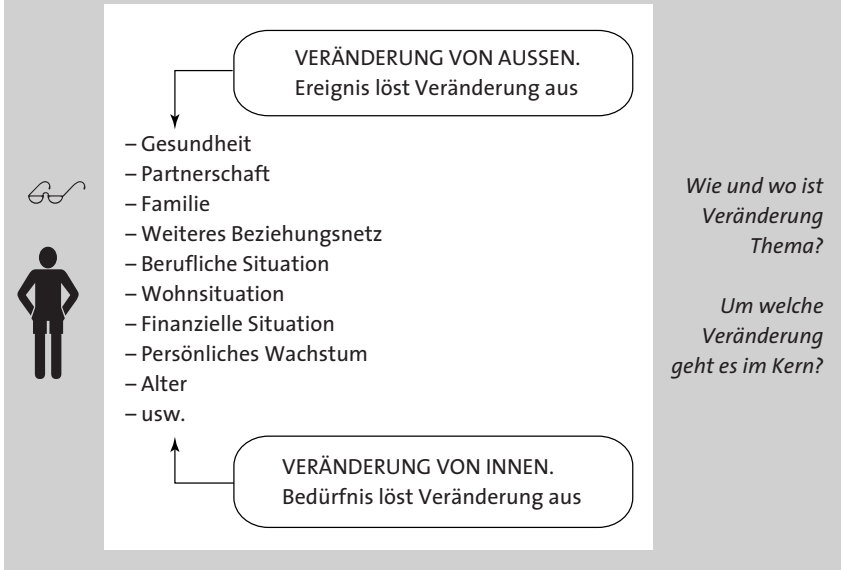 VERÄNDERUNG VON AUSSEN.
Ereignis löst Veränderung aus
– Gesundheit
– Partnerschaft
– Familie
– Weiteres Beziehungsnetz
– Berufliche Situation
– Wohnsituation
– Finanzielle Situation
– Persönliches Wachstum
– Alter
– usw.
VERÄNDERUNG VON INNEN.
Bedürfnis löst Veränderung aus
Wie und wo ist
Veränderung
Thema?
Um welche
Veränderung
geht es im Kern?